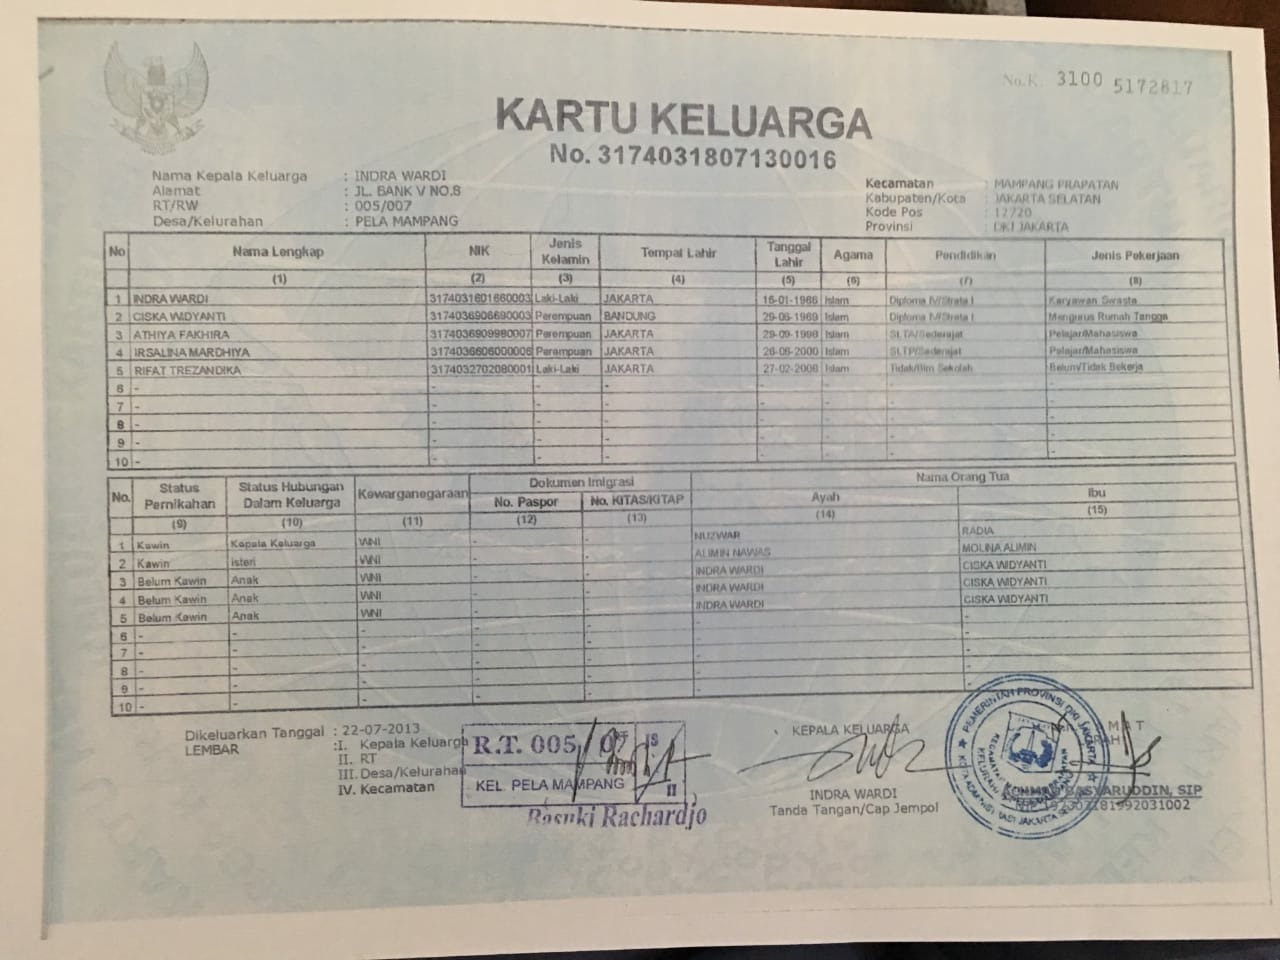 No.K. 3100 5172817
KARTU KELUARGA
No. 3174031807130016
Nama Kepala Keluarga : INDRA WARDI
Alamat : JL. BANK V NO.8
RT/RW : 005/007
Desa/Kelurahan : PELA MAMPANG
Kecamatan : MAMPANG PRAPATAN
Kabupaten/Kota : JAKARTA SELATAN
Kode Pos : 12720
Provinsi : DKI JAKARTA
No Nama Lengkap NIK Jenis Kelamin Tempat Lahir Tanggal Lahir Agama Pendidikan Jenis Pekerjaan
(1) (2) (3) (4) (5) (6) (7) (8)
1 INDRA WARDI 3174031601660003 Laki-Laki JAKARTA 16-01-1966 Islam Diploma IV/Strata I Karyawan Swasta
2 CISKA WIDYANTI 3174036906690003 Perempuan BANDUNG 29-06-1969 Islam Diploma IV/Strata I Mengurus Rumah Tangga
3 ATHIYA FAKHIRA 3174036909980007 Perempuan JAKARTA 29-09-1998 Islam SLTA/Sederajat Pelajar/Mahasiswa
4 IRSALINA MARDHIYA 3174036606000006 Perempuan JAKARTA 26-06-2000 Islam SLTP/Sederajat Pelajar/Mahasiswa
5 RIFAT TREZANDIKA 3174032702080001 Laki-Laki JAKARTA 27-02-2008 Islam Tidak/Blm Sekolah Belum/Tidak Bekerja
6 - - - - - - - -
7 - - - - - - - -
8 - - - - - - - -
9 - - - - - - - -
10 - - - - - - - -
No. Status Pernikahan Status Hubungan Dalam Keluarga Kewarganegaraan Dokumen Imigrasi Nama Orang Tua
No. Paspor No. KITAS/KITAP Ayah Ibu
(9) (10) (11) (12) (13) (14) (15)
1 Kawin Kepala Keluarga WNI - - NUZWAR RADIA
2 Kawin Isteri WNI - - ALIMIN NAWAS MOLINA ALIMIN
3 Belum Kawin Anak WNI - - INDRA WARDI CISKA WIDYANTI
4 Belum Kawin Anak WNI - - INDRA WARDI CISKA WIDYANTI
5 Belum Kawin Anak WNI - - INDRA WARDI CISKA WIDYANTI
6 - - - - - - -
7 - - - - - - -
8 - - - - - - -
9 - - - - - - -
10 - - - - - - -
Dikeluarkan Tanggal : 22-07-2013
LEMBAR : I. Kepala Keluarga
II. RT
III. Desa/Kelurahan
IV. Kecamatan
R.T. 005/07
KEL. PELA MAMPANG
Basuki Rachardjo
KEPALA KELUARGA
INDRA WARDI
Tanda Tangan/Cap Jempol
PEMERINTAH PROVINSI DKI JAKARTA
BASYARUDDIN, SIP